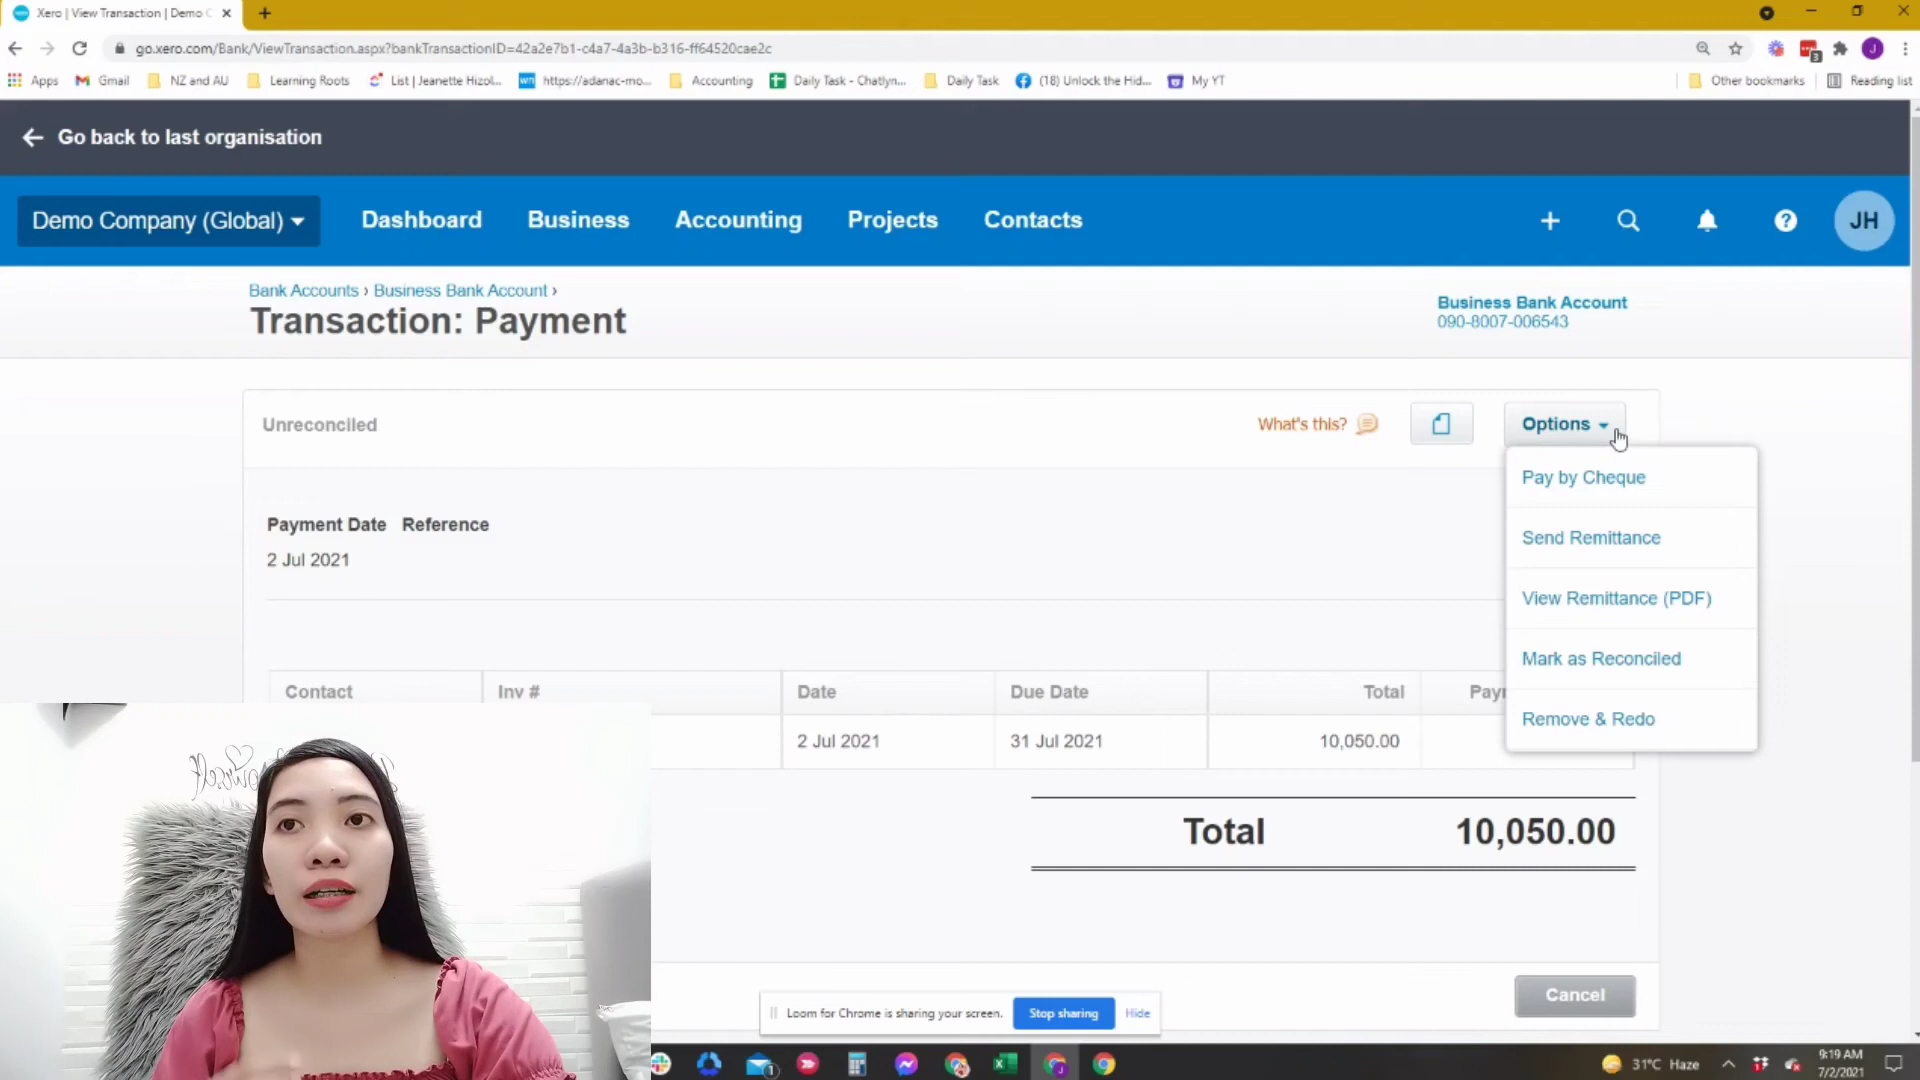 Xero | View Transaction | Demo C
go.xero.com/Bank/ViewTransaction.aspx?bankTransactionID=42a2e7b1-c4a7-4a3b-b316-ff64520cae2c
Apps Gmail NZ and AU Learning Roots List | Jeanette Hizol... https://adanac-mo... Accounting Daily Task - Chatlyn... Daily Task (18) Unlock the Hid... My YT Other bookmarks Reading list
Go back to last organisation
Demo Company (Global) Dashboard Business Accounting Projects Contacts JH
Bank Accounts › Business Bank Account ›
Transaction: Payment
Business Bank Account
090-8007-006543
Unreconciled What's this? Options
Pay by Cheque
Send Remittance
View Remittance (PDF)
Mark as Reconciled
Remove & Redo
Payment Date Reference
2 Jul 2021
Contact Inv # Date Due Date Total
2 Jul 2021 31 Jul 2021 10,050.00
Total 10,050.00
Cancel
Loom for Chrome is sharing your screen. Stop sharing Hide
31°C Haze
9:19 AM
7/2/2021